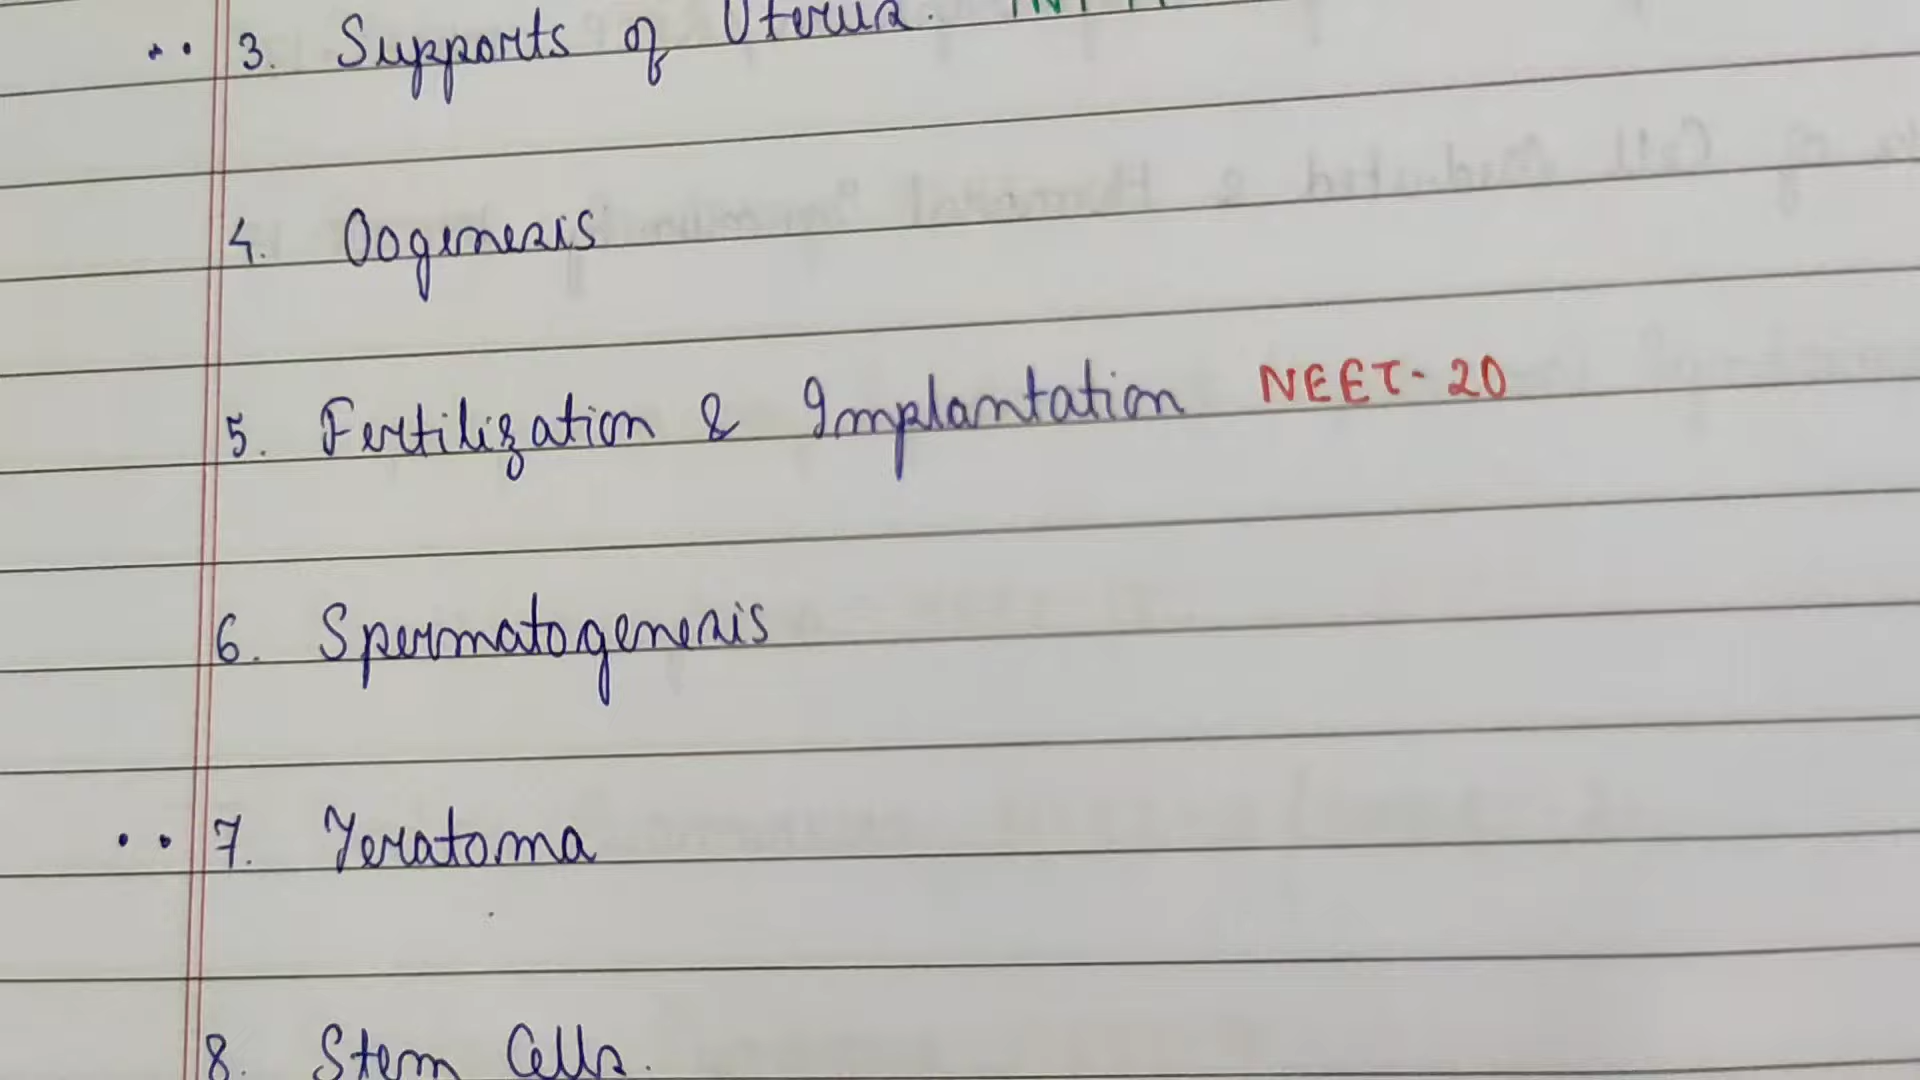 •• 3. Supports of Uterus.
4. Oogenesis
5. Fertilization & Implantation NEET-20
6. Spermatogenesis
•• 7. Teratoma
8. Stem Cells.